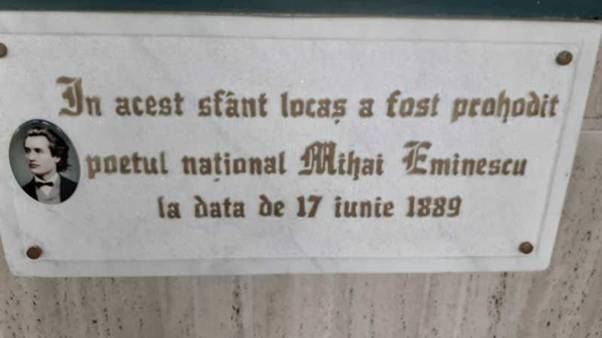 In acest sfânt locaș a fost prohodit
poetul național Mihai Eminescu
la data de 17 iunie 1889